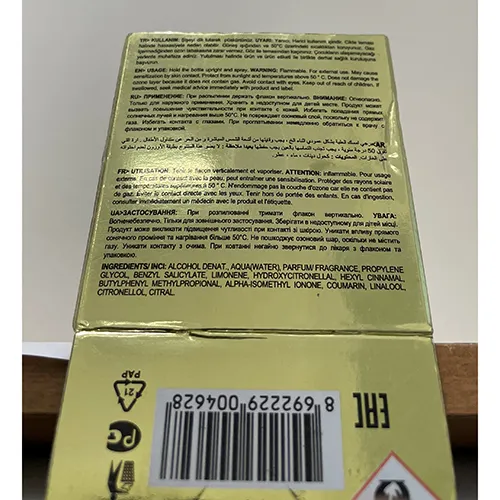 TR> KULLANIM: Şişeyi dik tutarak püskürtünüz. UYARI: Yanıcı. Harici kullanım içindir. Cilde teması
halinde hassasiyete neden olabilir. Güneş ışığından ve 50°C üzerindeki sıcaklıktan koruyunuz. Gaz
içermediğinden ozon tabakasına zarar vermez. Göz ile temasından kaçınınız. Çocukların ulaşamayacağı
yerlerde muhafaza ediniz. Yutulması halinde ürün ve ürün etiketi ile birlikte derhal sağlık kuruluşuna
başvurun.
EN> USAGE: Hold the bottle upright and spray. WARNING: Flammable. For external use. May cause
sensitization by skin contact. Protect from sunlight and temperatures above 50 °C. Does not damage the
ozone layer because it does not contain gas. Avoid contact with eyes. Keep out of reach of children. If
swallowed, seek medical advice immediately with product and label.
RU> ПРИМЕНЕНИЕ: При распылении держать флакон вертикально. ВНИМАНИЕ: Огнеопасно.
Только для наружного применения. Хранить в недоступном для детей месте. Продукт может
вызвать повышение чувствительности при контакте с кожей. Избегать попадания прямых
солнечных лучей и нагревания выше 50°C. Не повреждает озоновый слой, поскольку не содержит
газа. Избегать контакта с глазами. При проглатывании немедленно обратиться к врачу с
флаконом и упаковкой.
FR> UTILISATION: Tenir le flacon verticalement et vaporiser. ATTENTION: inflammable. Pour usage
externe. En cas de contact avec la peau, peut entraîner une sensibilisation. Protéger des rayons solaire
et des températures supérieures à 50 ° C. N'endommage pas la couche d'ozone car elle ne contient pas
de gaz. Éviter le contact direct avec les yeux. Tenir hors de portée des enfants. En cas d'ingestion,
consulter immédiatement un médecin avec le produit et l'étiquette.
UA>ЗАСТОСУВАННЯ: При розпилюванні тримати флакон вертикально. УВАГА:
Вогненебезпечно. Тільки для зовнішнього застосування. Зберігати в недоступному для дітей місці.
Продукт може викликати підвищення чутливості при контакті зі шкірою. Уникати впливу прямого
сонячного проміння та нагрівання більше 50°C. Не пошкоджує озоновий шар, оскільки не містить
газу. Уникати контакту з очима. При ковтанні негайно звернутися до лікаря з флаконом та
упаковкою.
INGREDIENTS/ INCI: ALCOHOL DENAT., AQUA(WATER), PARFUM/ FRAGRANCE, PROPYLENE
GLYCOL, BENZYL SALICYLATE, LIMONENE, HYDROXYCITRONELLAL, HEXYL CINNAMAL,
BUTYLPHENYL METHYLPROPIONAL, ALPHA-ISOMETHYL IONONE, COUMARIN, LINALOOL,
CITRONELLOL, CITRAL.
21
PAP
8 692229 004628
EAC